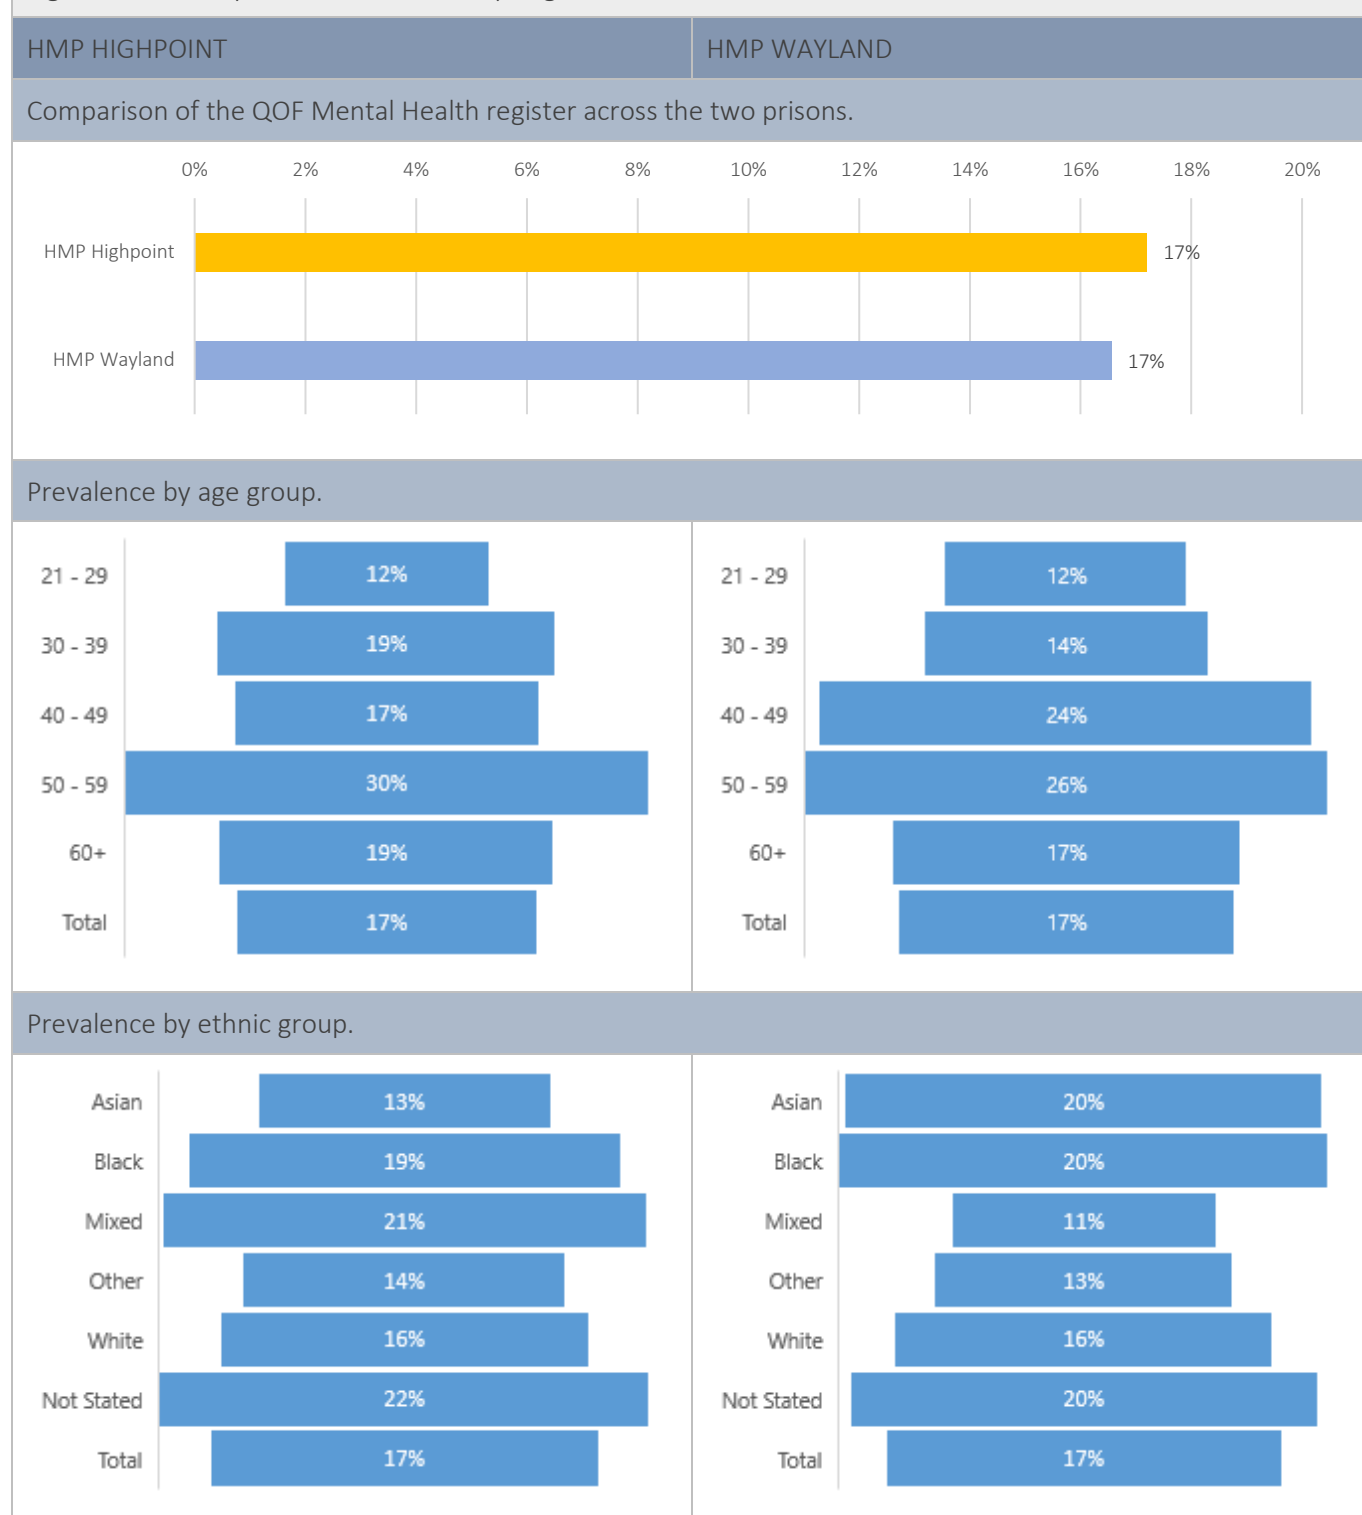 HMP HIGHPOINT
HMP WAYLAND
Comparison of the QOF Mental Health register across the two prisons.
0% 2% 4% 6% 8% 10% 12% 14% 16% 18% 20%
HMP Highpoint 17%
HMP Wayland 17%
Prevalence by age group.
21 - 29 12%
30 - 39 19%
40 - 49 17%
50 - 59 30%
60+ 19%
Total 17%
21 - 29 12%
30 - 39 14%
40 - 49 24%
50 - 59 26%
60+ 17%
Total 17%
Prevalence by ethnic group.
Asian 13%
Black 19%
Mixed 21%
Other 14%
White 16%
Not Stated 22%
Total 17%
Asian 20%
Black 20%
Mixed 11%
Other 13%
White 16%
Not Stated 20%
Total 17%